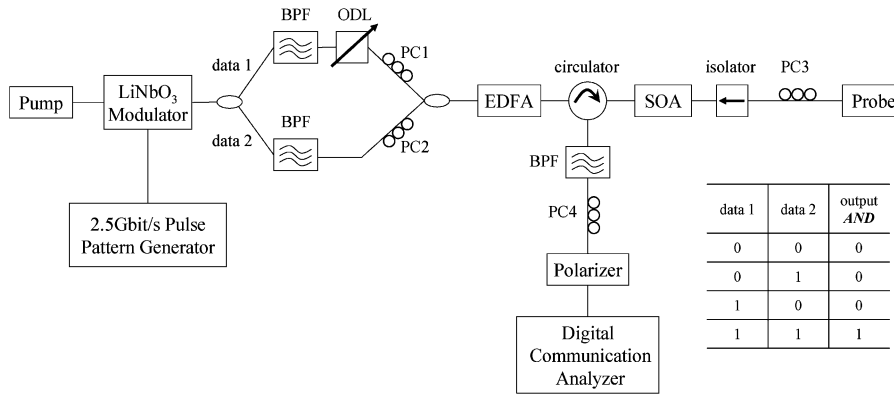 BPF
ODL
data 1
PC1
Pump
LiNbO3
Modulator
data 2
BPF
PC2
EDFA
circulator
SOA
isolator
PC3
Probe
2.5Gbit/s Pulse
Pattern Generator
BPF
PC4
Polarizer
Digital
Communication
Analyzer
data 1 data 2 output AND
0 0 0
0 1 0
1 0 0
1 1 1